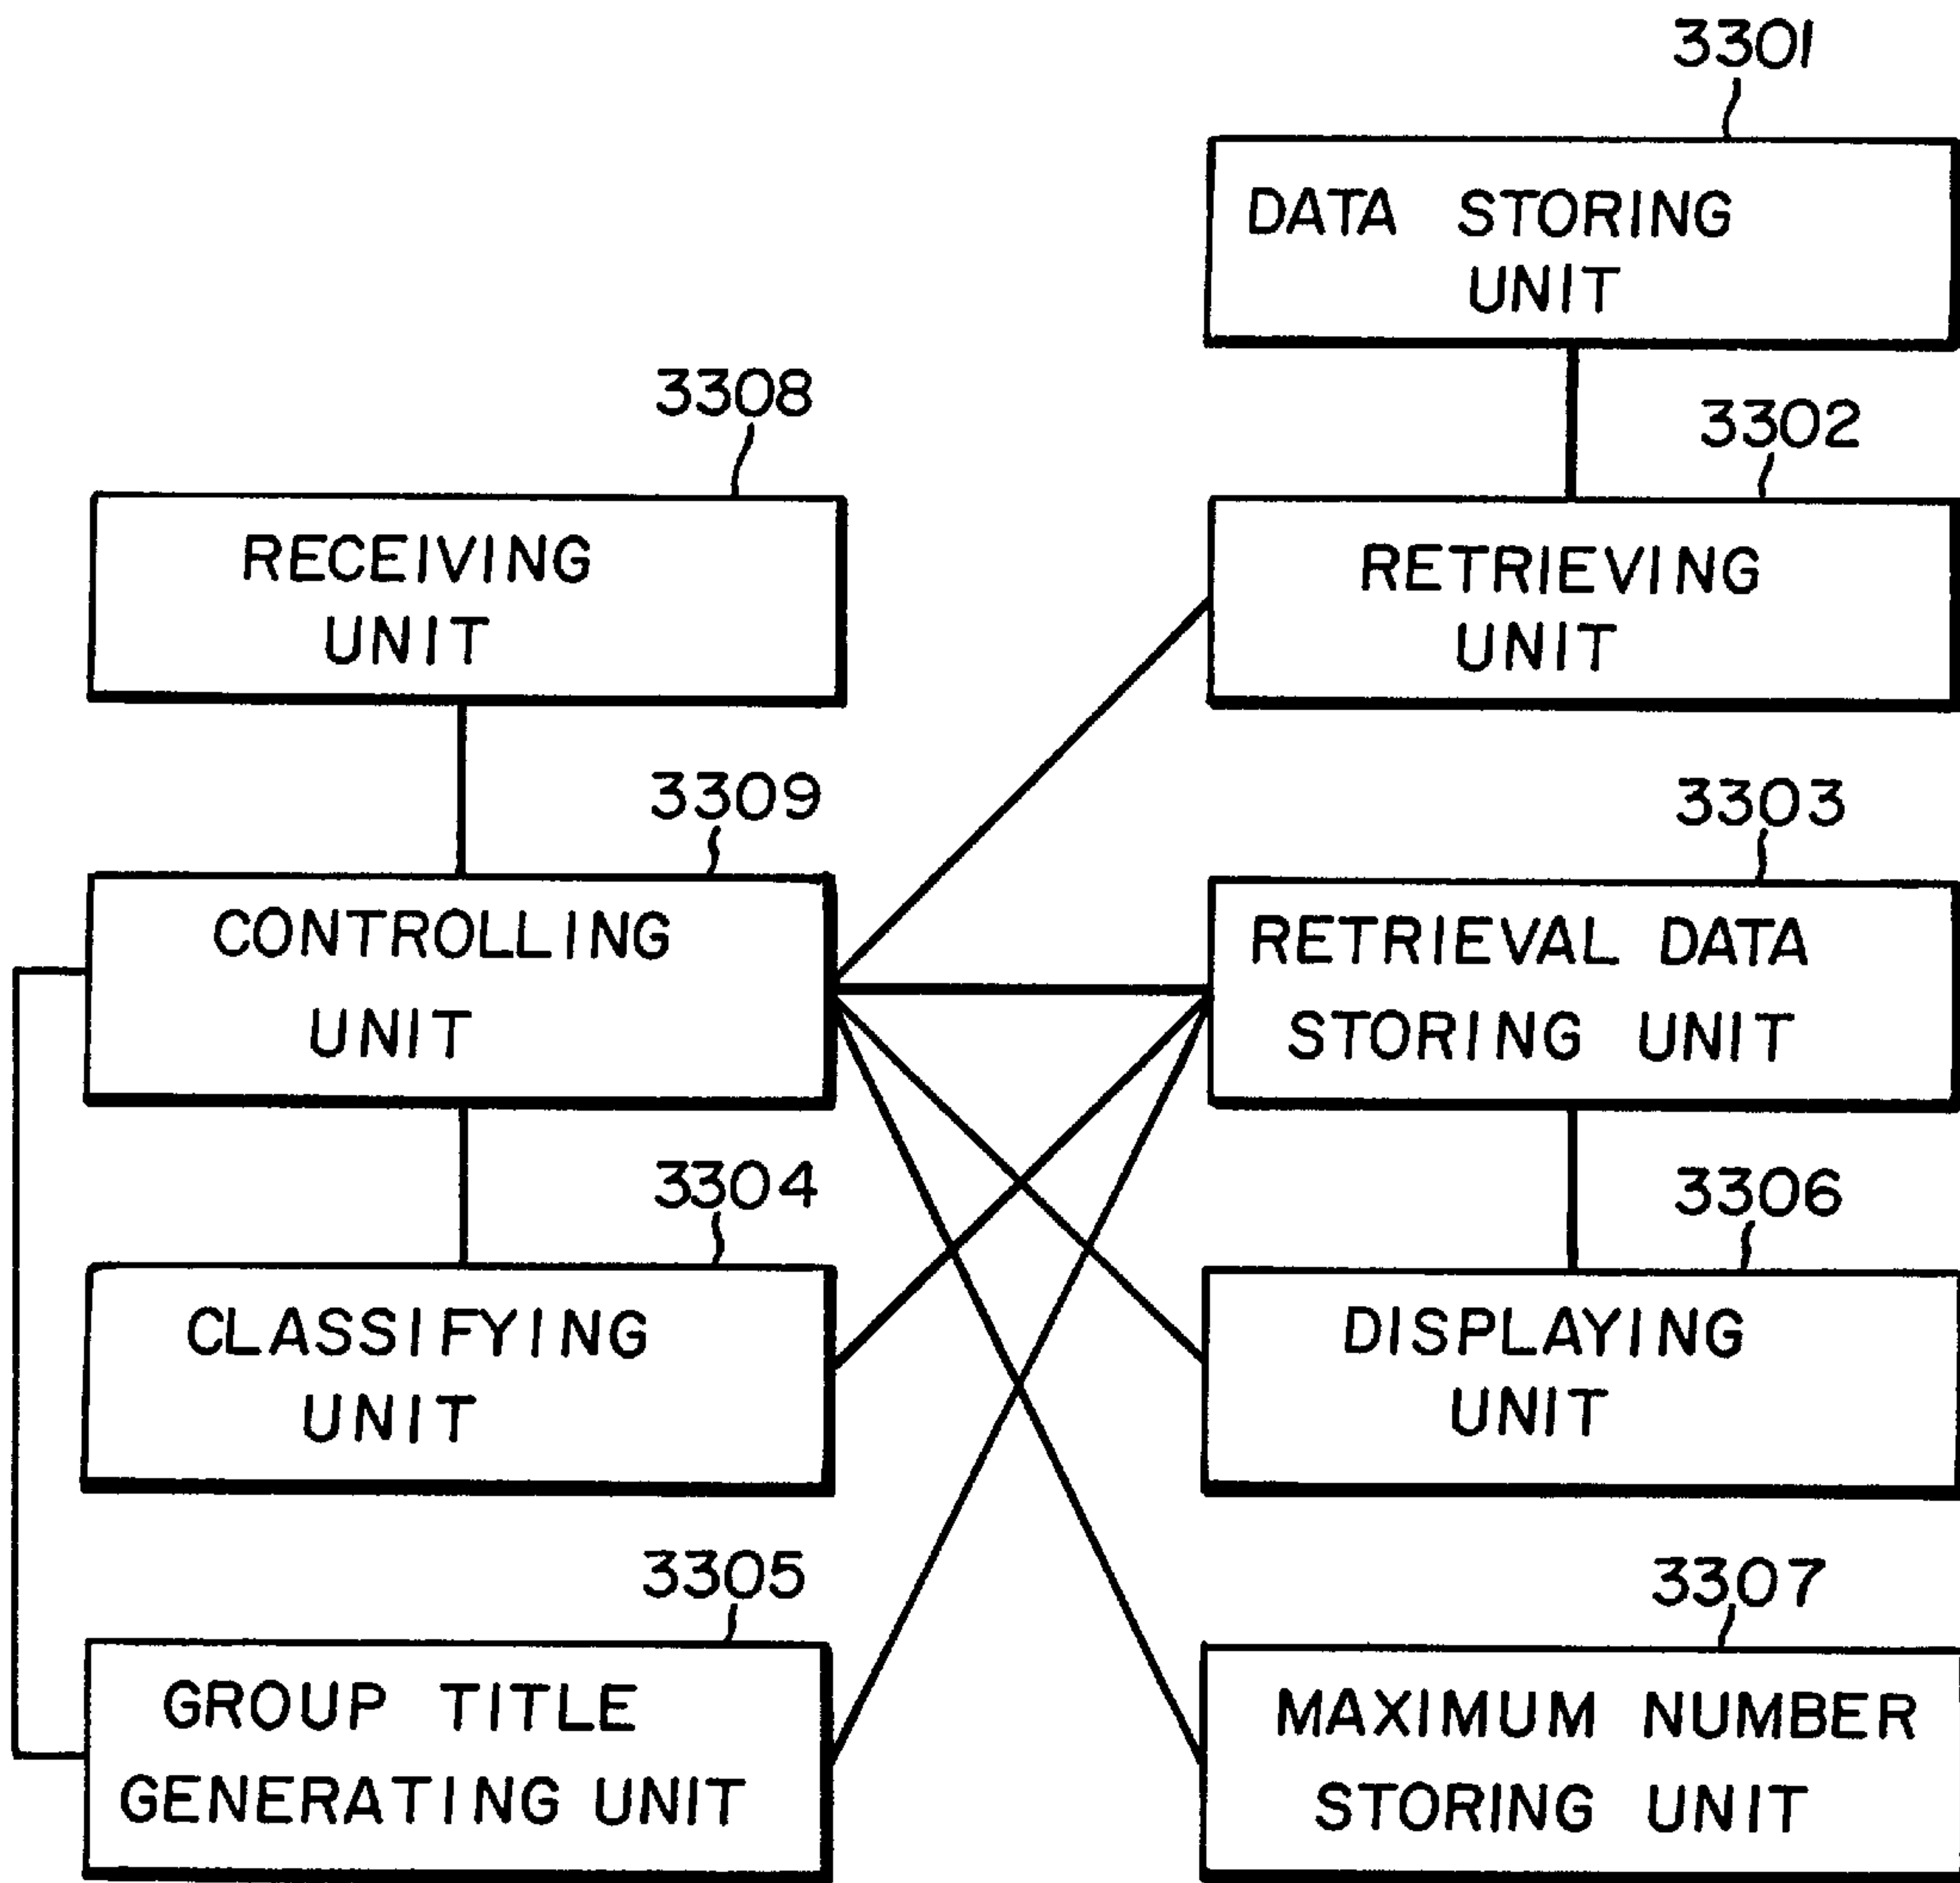 3301
DATA STORING
UNIT
3308
3302
RECEIVING
UNIT
RETRIEVING
UNIT
3309
3303
CONTROLLING
UNIT
RETRIEVAL DATA
STORING UNIT
3304
3306
CLASSIFYING
UNIT
DISPLAYING
UNIT
3305
3307
GROUP TITLE
GENERATING UNIT
MAXIMUM NUMBER
STORING UNIT